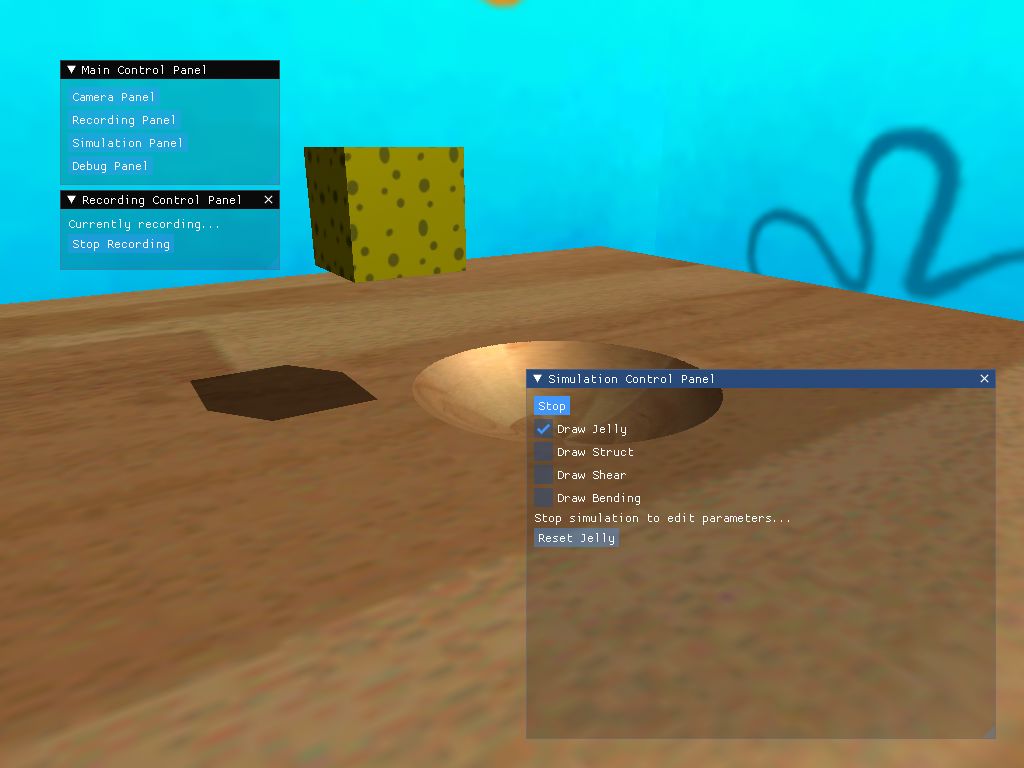 Main Control Panel
Camera Panel
Recording Panel
Simulation Panel
Debug Panel
Recording Control Panel
Currently recording...
Stop Recording
Simulation Control Panel
Stop
Draw Jelly
Draw Struct
Draw Shear
Draw Bending
Stop simulation to edit parameters...
Reset Jelly